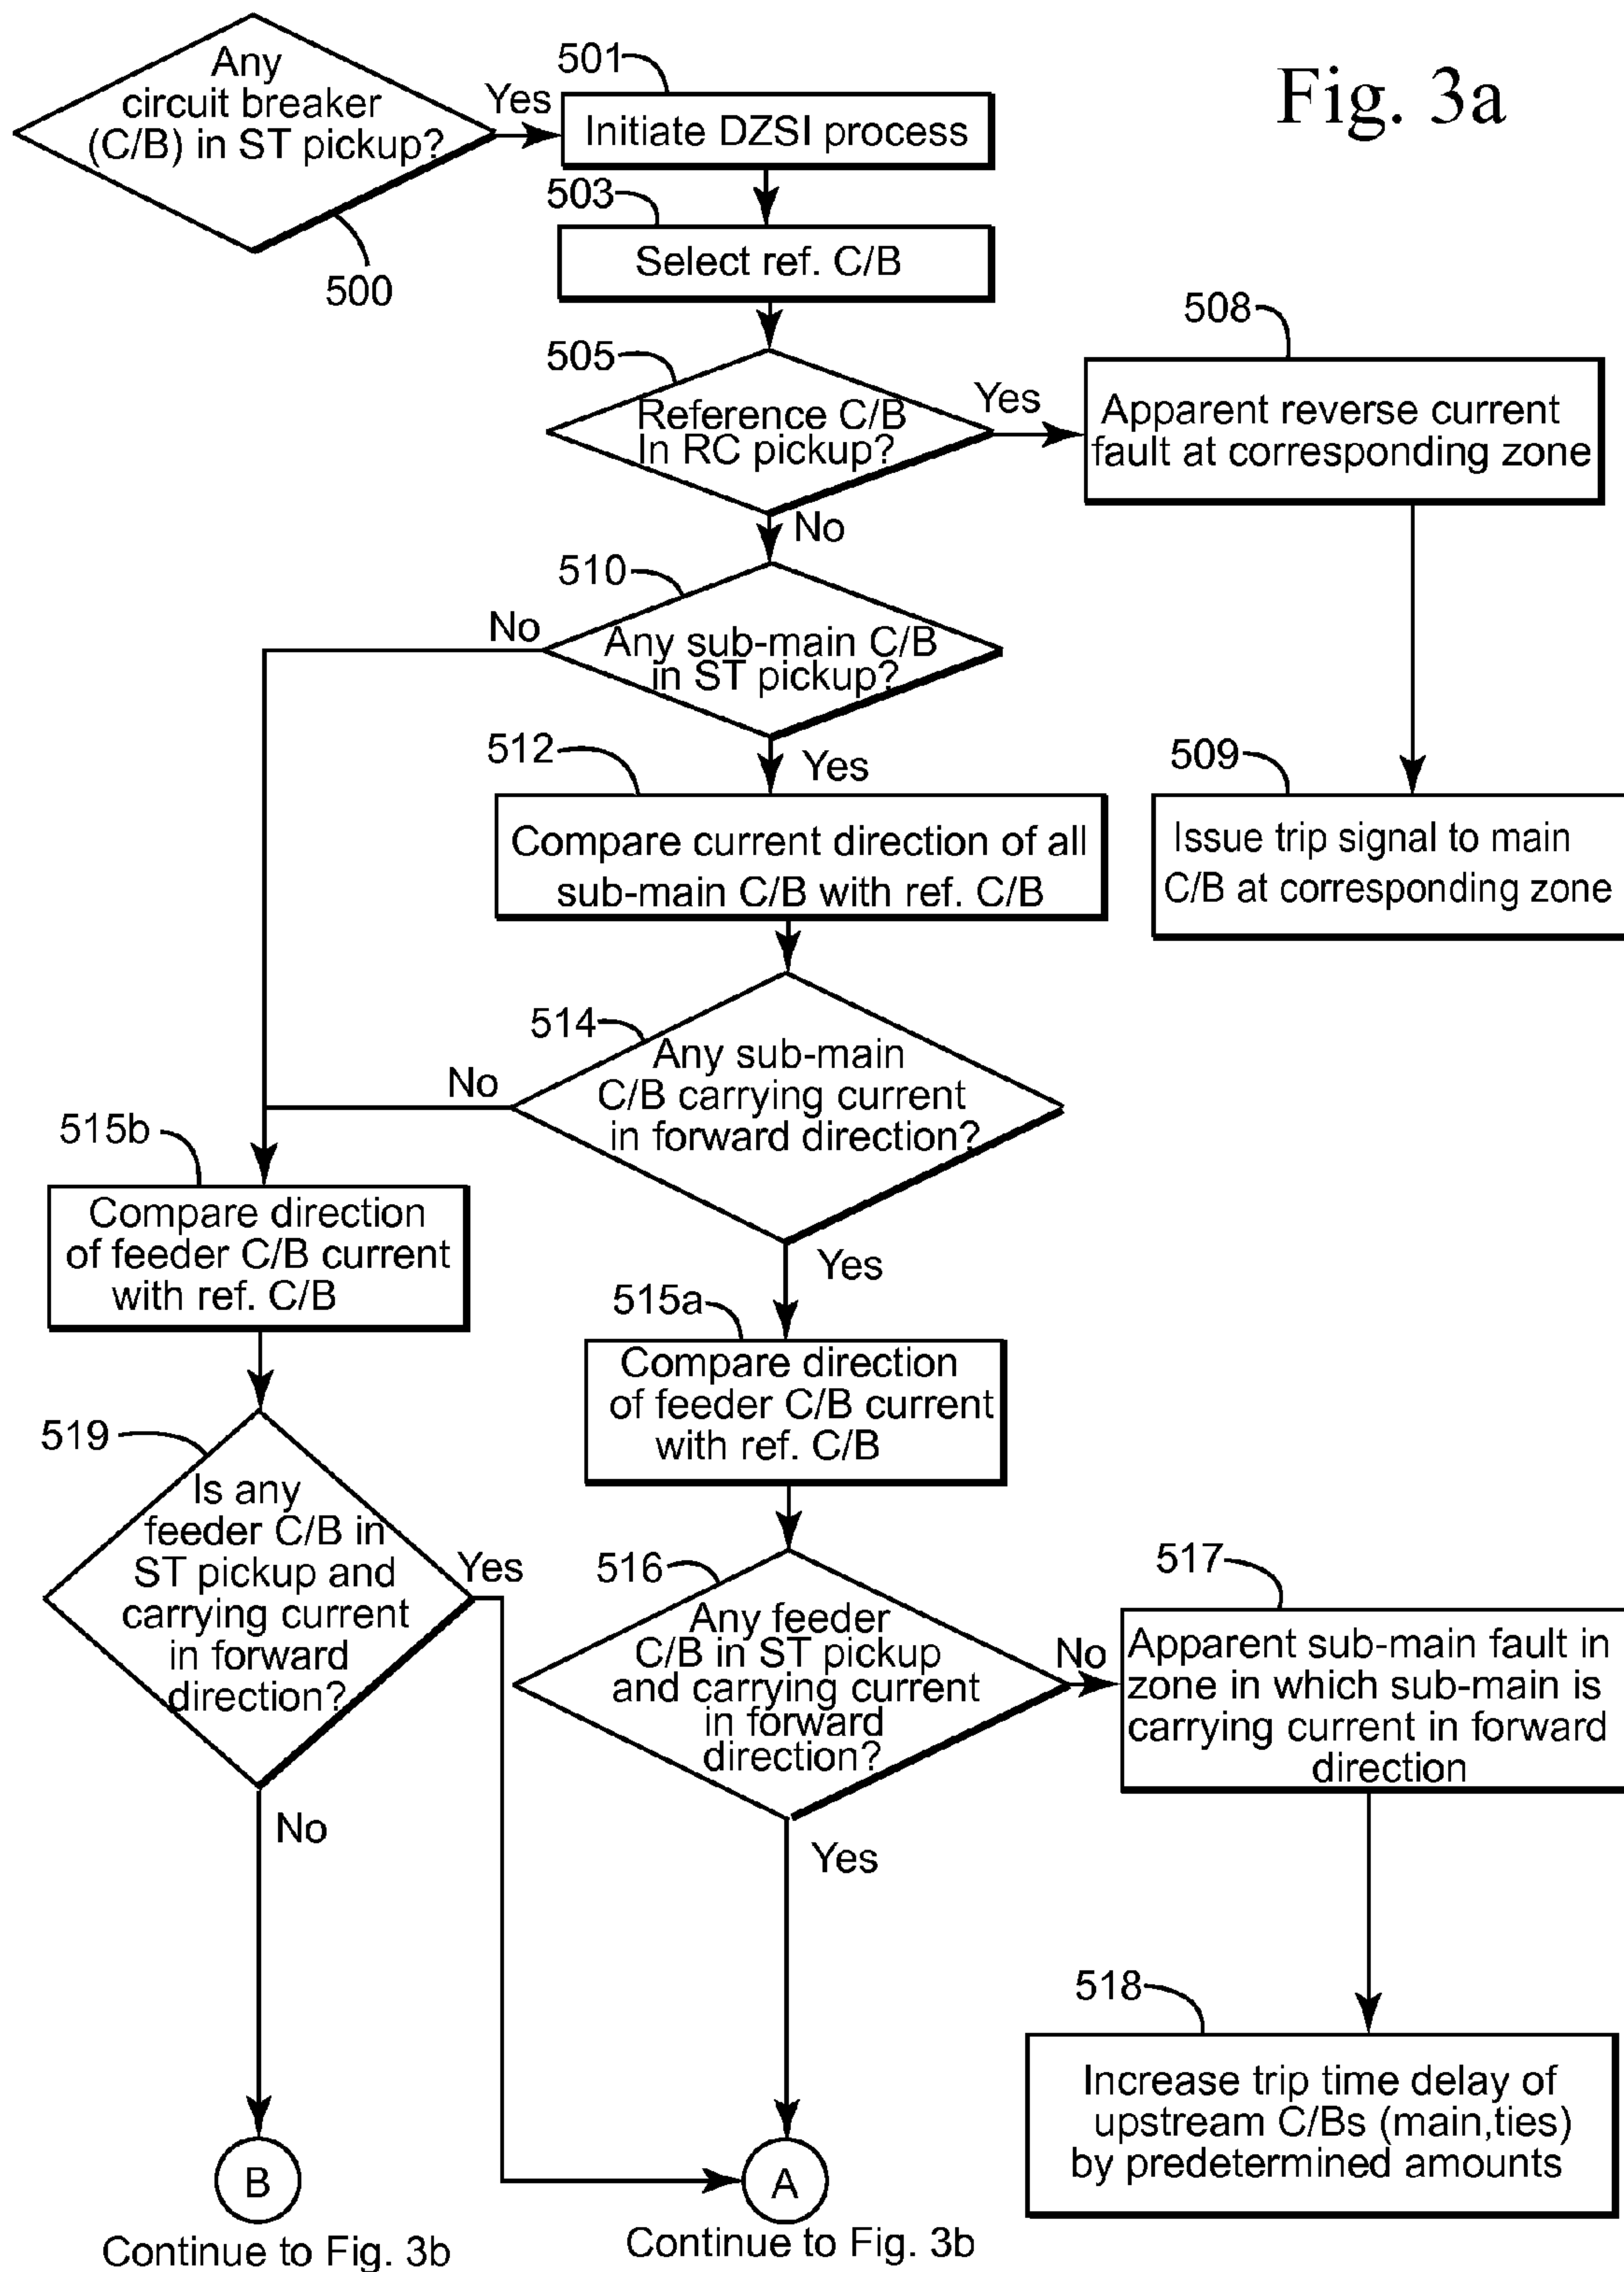 Fig. 3a
Any
circuit breaker
(C/B) in ST pickup?
500
Yes
501
Initiate DZSI process
503
Select ref. C/B
505
Reference C/B
In RC pickup?
Yes
508
Apparent reverse current
fault at corresponding zone
No
509
Issue trip signal to main
C/B at corresponding zone
510
Any sub-main C/B
in ST pickup?
No
Yes
512
Compare current direction of all
sub-main C/B with ref. C/B
514
Any sub-main
C/B carrying current
in forward direction?
No
Yes
515b
Compare direction
of feeder C/B current
with ref. C/B
515a
Compare direction
of feeder C/B current
with ref. C/B
519
Is any
feeder C/B in
ST pickup and
carrying current
in forward
direction?
Yes
No
516
Any feeder
C/B in ST pickup
and carrying current
in forward
direction?
No
Yes
517
Apparent sub-main fault in
zone in which sub-main is
carrying current in forward
direction
518
Increase trip time delay of
upstream C/Bs (main,ties)
by predetermined amounts
B
Continue to Fig. 3b
A
Continue to Fig. 3b